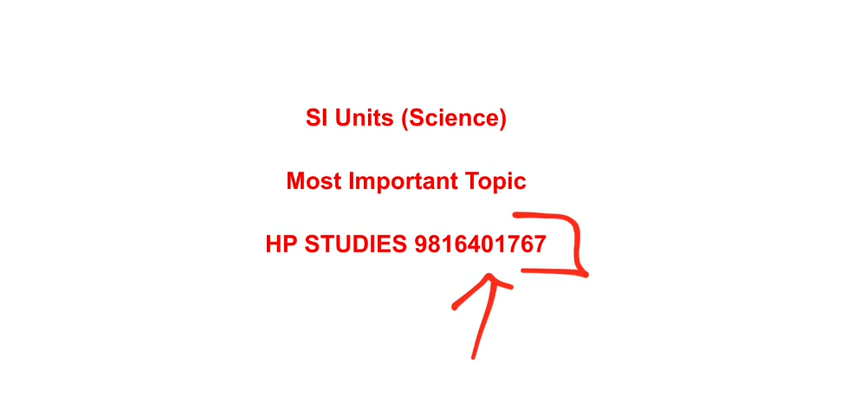 SI Units (Science)
Most Important Topic
HP STUDIES 9816401767